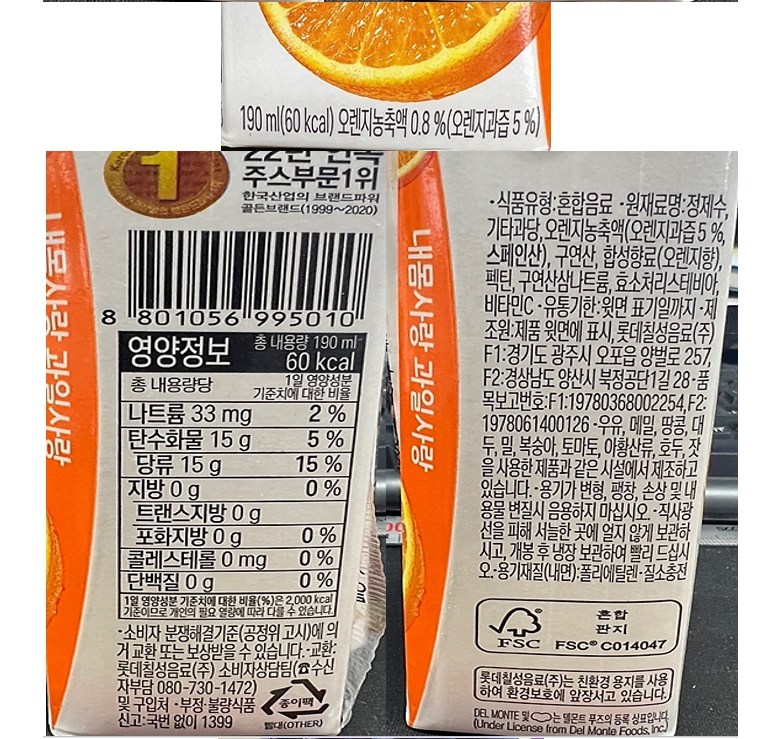 190 ml(60 kcal) 오렌지농축액 0.8 %(오렌지과즙 5 %)
1
주스부문1위
한국산업의 브랜드파워
골든브랜드(1999~2020)
8 801056 995010
영양정보
총 내용량 190 ml
60 kcal
총 내용량당
1일 영양성분
기준치에 대한 비율
나트륨 33 mg 2 %
탄수화물 15 g 5 %
당류 15 g 15 %
지방 0 g 0 %
트랜스지방 0 g
포화지방 0 g 0 %
콜레스테롤 0 mg 0 %
단백질 0 g 0 %
1일 영양성분 기준치에 대한 비율(%)은 2,000 kcal
기준이므로 개인의 필요 열량에 따라 다를 수 있습니다.
·소비자 분쟁해결기준(공정위 고시)에 의
거 교환 또는 보상받을 수 있습니다.·교환:
롯데칠성음료(주) 소비자상담팀(☎수신
자부담 080-730-1472)
및 구입처 ·부정·불량식품
신고:국번 없이 1399
종이팩
빨대(OTHER)
내몸사랑 과일사랑
내몸사랑 과일사랑
·식품유형:혼합음료 ·원재료명:정제수,
기타과당,오렌지농축액(오렌지과즙 5 %,
스페인산), 구연산, 합성향료(오렌지향),
펙틴, 구연산삼나트륨, 효소처리스테비아,
비타민C ·유통기한:윗면 표기일까지 ·제
조원:제품 윗면에 표시, 롯데칠성음료(주)
F1:경기도 광주시 오포읍 양벌로 257,
F2:경상남도 양산시 북정공단1길 28·품
목보고번호:F1:19780368002254,F2:
1978061400126·우유, 메밀, 땅콩, 대
두, 밀, 복숭아, 토마토, 아황산류, 호두, 잣
을 사용한 제품과 같은 시설에서 제조하고
있습니다.·용기가 변형, 팽창, 손상 및 내
용물 변질시 음용하지 마십시오.·직사광
선을 피해 서늘한 곳에 얼지 않게 보관하
시고, 개봉 후 냉장 보관하여 빨리 드십시
오·용기재질(내면):폴리에틸렌·질소충전
FSC
혼합
판지
FSC® C014047
롯데칠성음료(주)는 친환경 용지를 사용
하여 환경보호에 앞장서고 있습니다.
DEL MONTE 및 는 델몬트 푸즈의 등록 상표입니다.
(Under License from Del Monte Foods, Inc.)